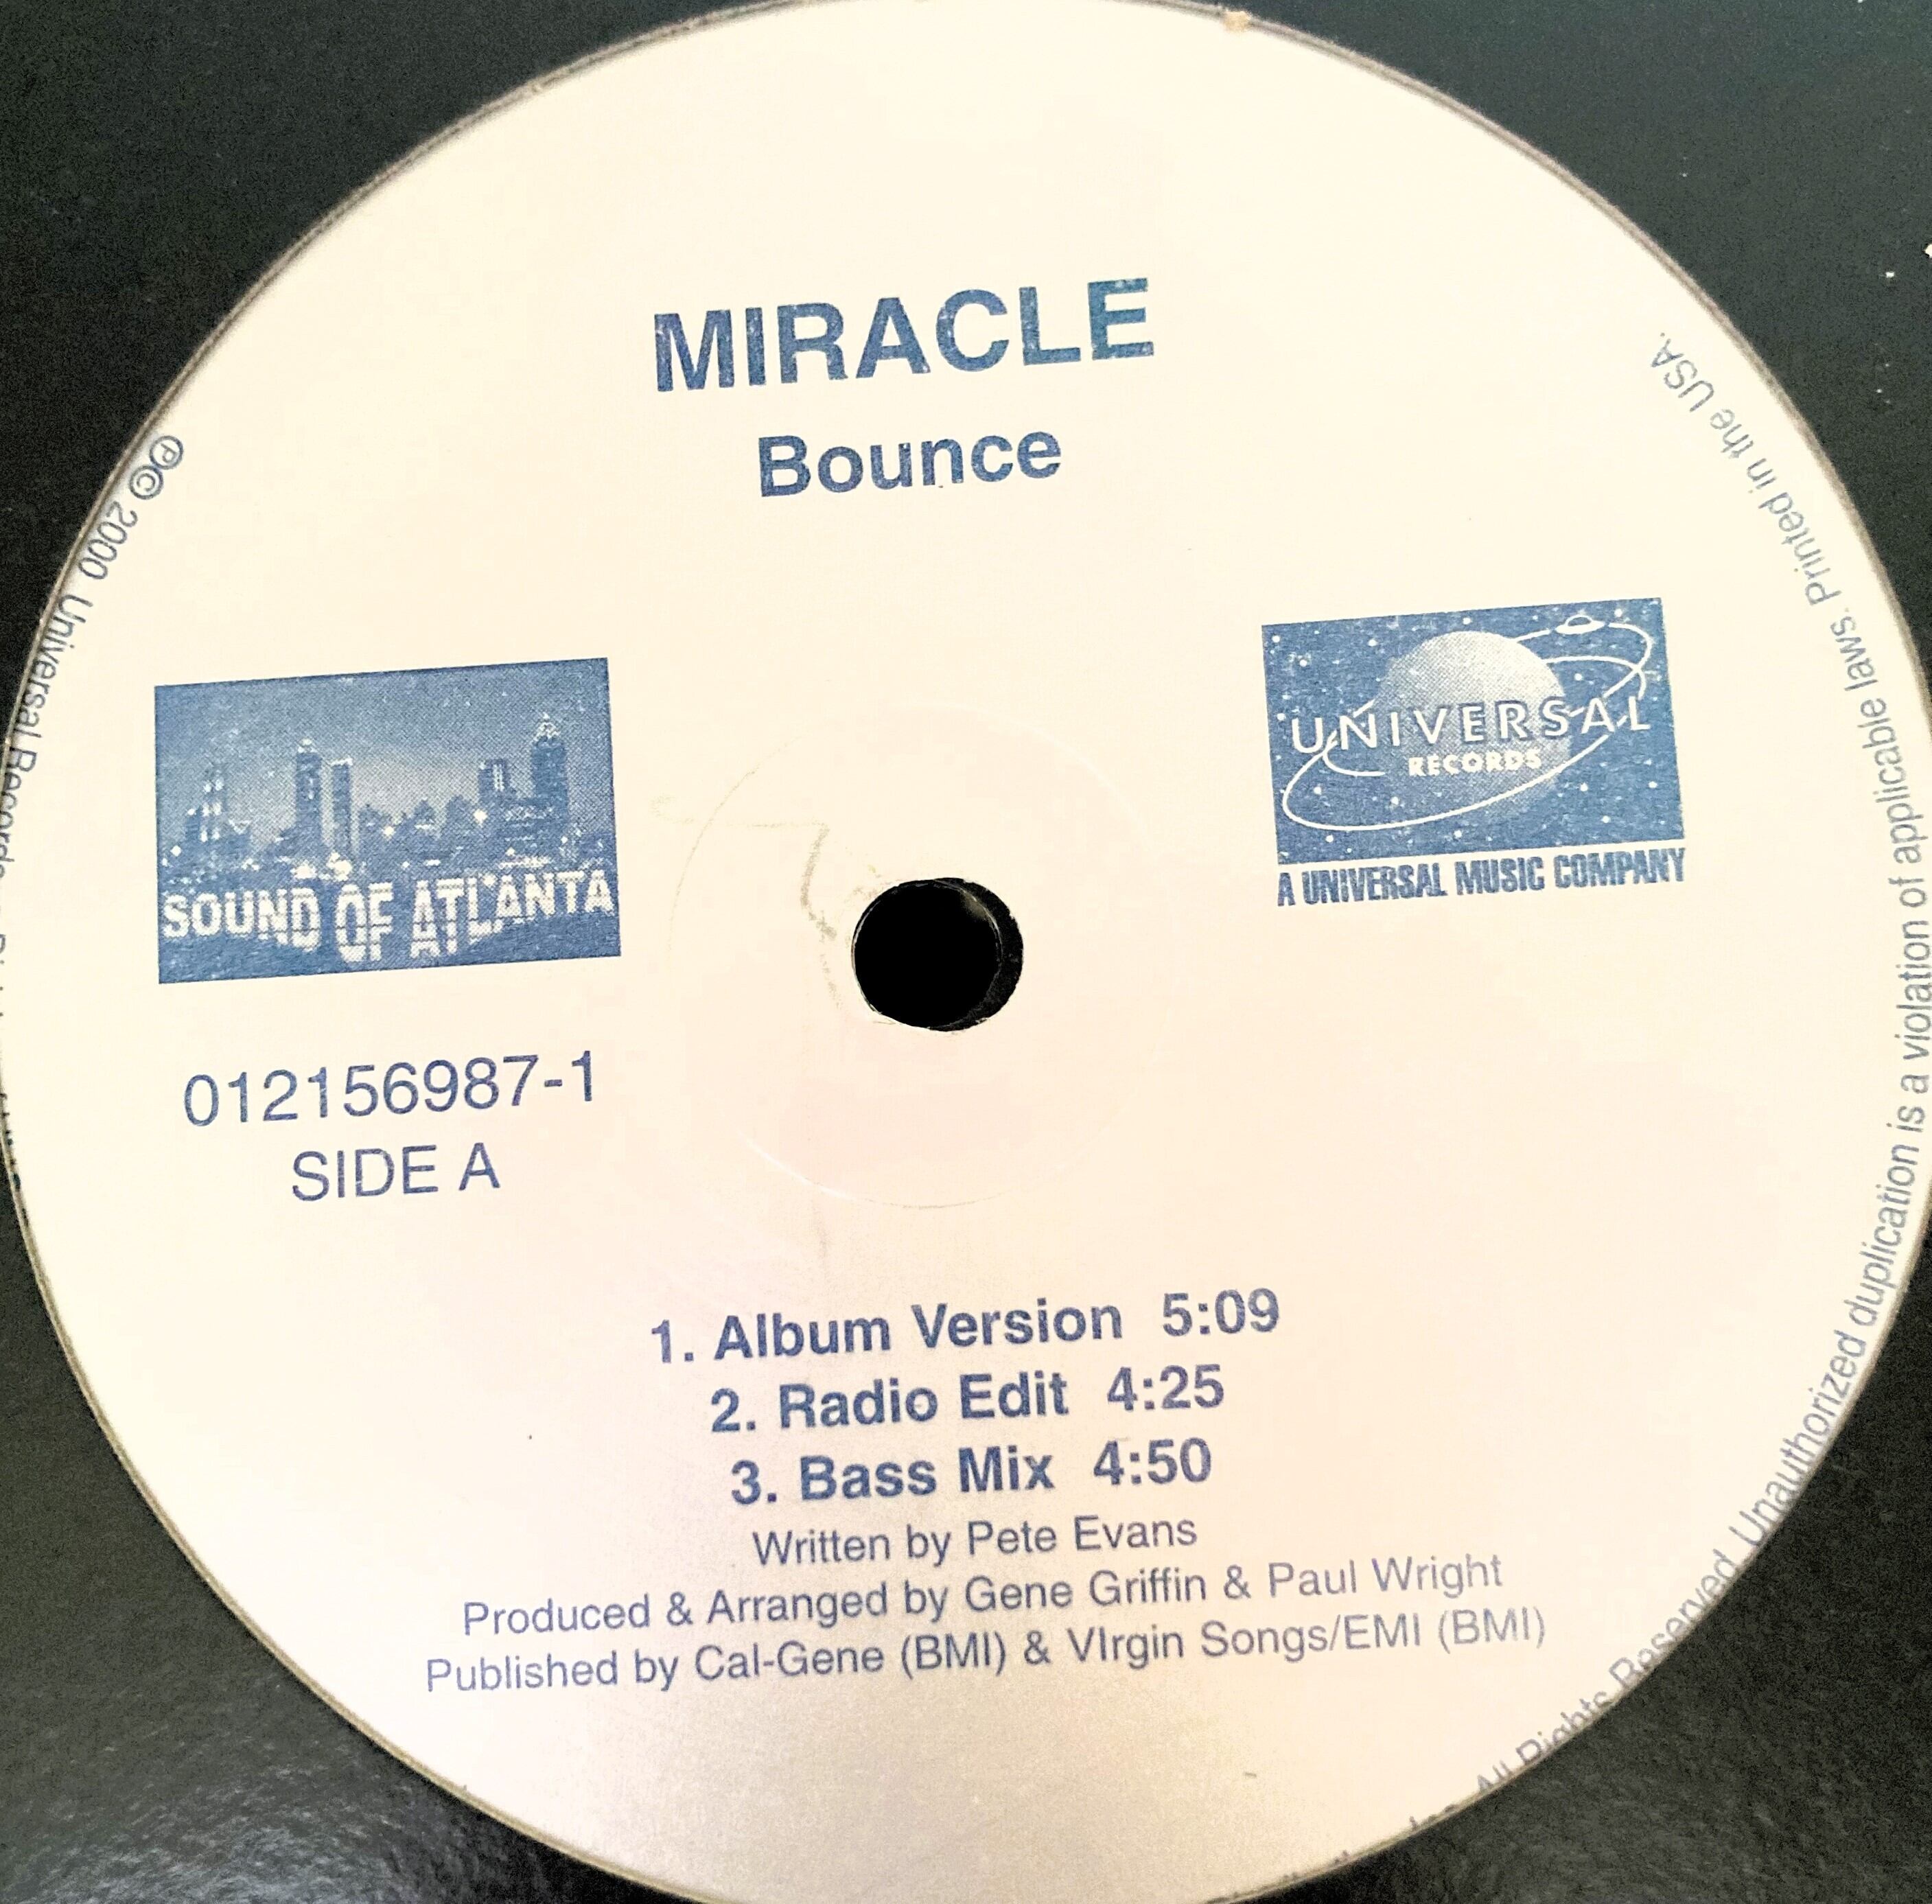 MIRACLE
Bounce
SOUND OF ATLANTA
UNIVERSAL
RECORDS
A UNIVERSAL MUSIC COMPANY
012156987-1
SIDE A
1. Album Version 5:09
2. Radio Edit 4:25
3. Bass Mix 4:50
Written by Pete Evans
Produced & Arranged by Gene Griffin & Paul Wright
Published by Cal-Gene (BMI) & VIrgin Songs/EMI (BMI)
℗© 2000 Universal Records
All Rights Reserved. Unauthorized duplication is a violation of applicable laws. Printed in the USA.